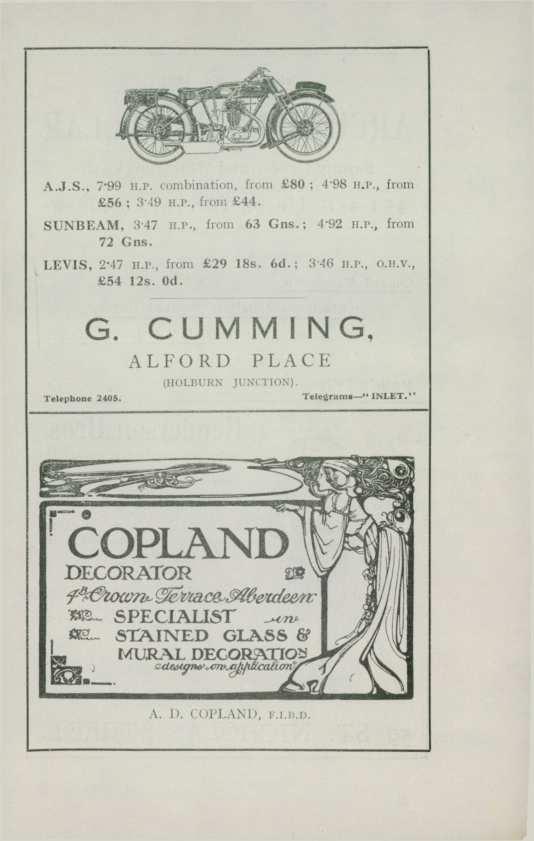 A.J.S., 7·99 H.P. combination, from £80 ; 4·98 H.P., from
£56 ; 3·49 H.P., from £44.
SUNBEAM, 3·47 H.P., from 63 Gns. ; 4·92 H.P., from
72 Gns.
LEVIS, 2·47 H.P., from £29 18s. 6d. ; 3·46 H.P., O.H.V.,
£54 12s. 0d.
G. CUMMING,
ALFORD PLACE
(HOLBURN JUNCTION).
Telephone 2405. Telegrams—“INLET.”
COPLAND
DECORATOR
Crown Terrace Aberdeen
SPECIALIST in
STAINED GLASS &
MURAL DECORATION
designs on application
A. D. COPLAND, F.I.B.D.